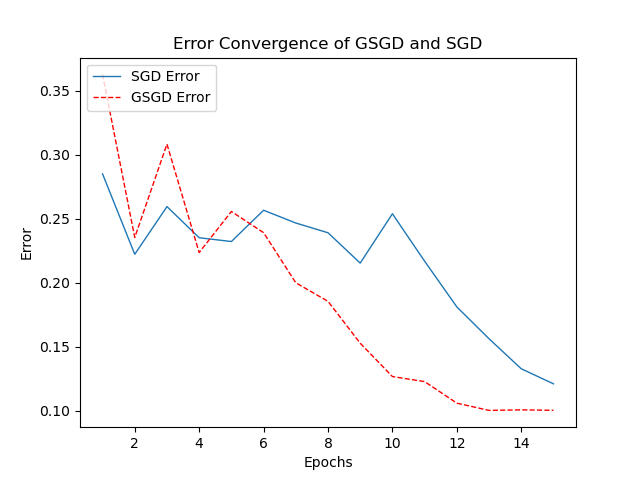 Error Convergence of GSGD and SGD
SGD Error
GSGD Error
0.35
0.30
0.25
0.20
0.15
0.10
Error
2 4 6 8 10 12 14
Epochs